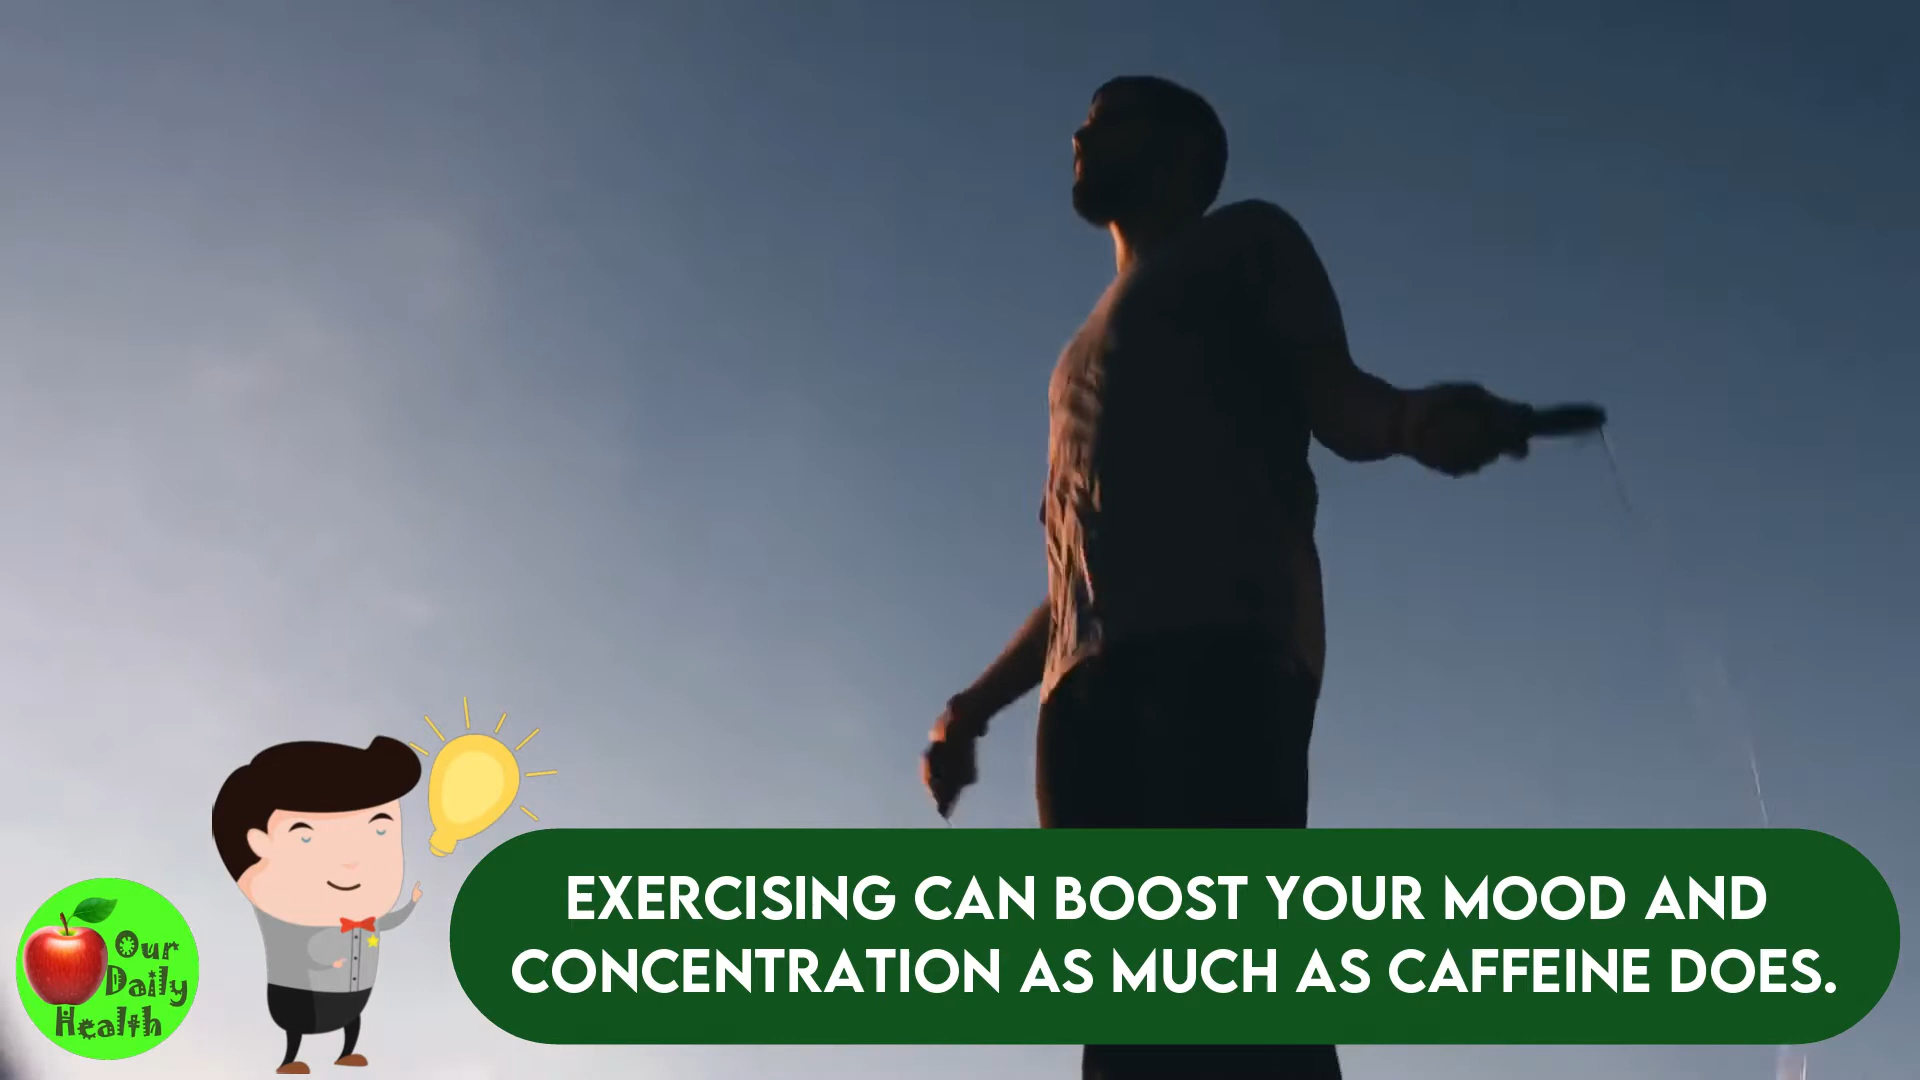 EXERCISING CAN BOOST YOUR MOOD AND
CONCENTRATION AS MUCH AS CAFFEINE DOES.
Our
Daily
Health